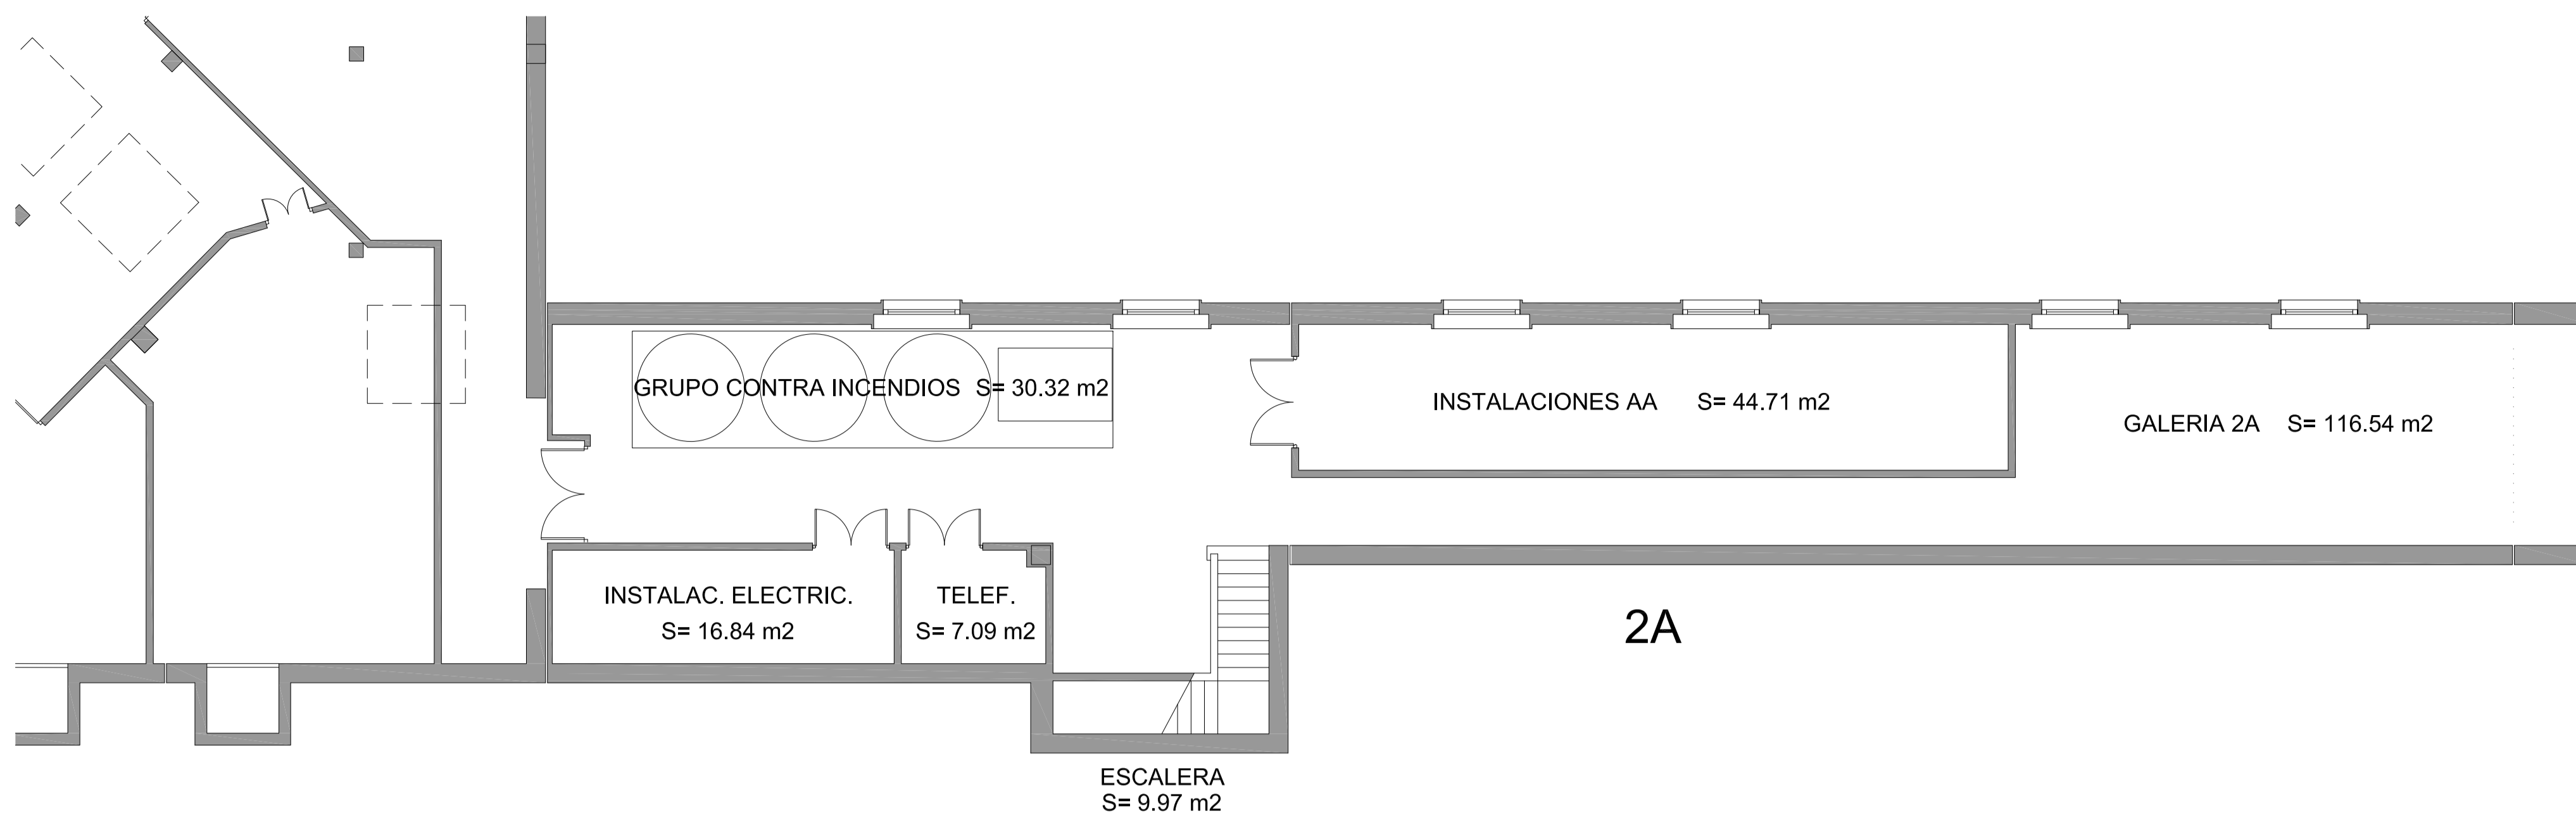 GRUPO CONTRA INCENDIOS S= 30.32 m2
INSTALACIONES AA S= 44.71 m2
GALERIA 2A S= 116.54 m2
INSTALAC. ELECTRIC.
S= 16.84 m2
TELEF.
S= 7.09 m2
2A
ESCALERA
S= 9.97 m2